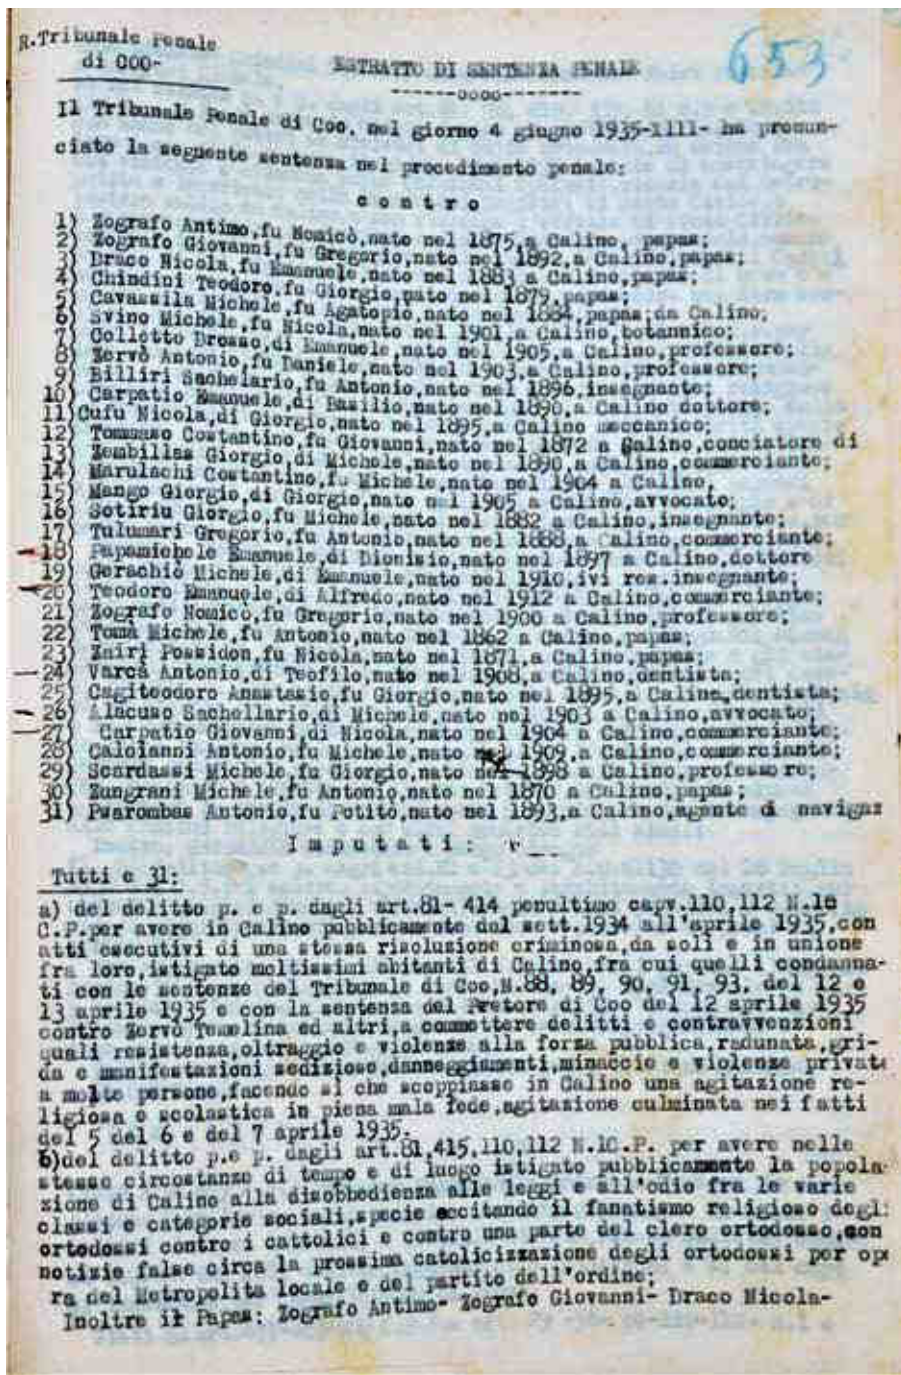 R.Tribunale Penale
di COO-
653
ESTRATTO DI SENTENZA PENALE
------oooo-------
Il Tribunale Penale di Coo, nel giorno 4 giugno 1935-1111- ha pronun-
ciato la seguente sentenza nel procedimento penale:
c o n t r o
1) Zografo Antimo,fu Nomicò,nato nel 1875,a Calino, papas;
2) Zografo Giovanni,fu Gregorio,nato nel 1892,a Calino,papas;
3) Draco Nicola,fu Emanuele,nato nel 1883 a Calino,papas;
4) Chindini Teodoro,fu Giorgio,nato nel 1879,papas;
5) Cavassila Michele,fu Agatopio,nato nel 1884,papas;da Calino;
6) Svino Michele,fu Nicola,nato nel 1901,a Calino,botannico;
7) Colletto Drosso,di Emanuele,nato nel 1905,a Calino,professore;
8) Zervò Antonio,fu Daniele,nato nel 1903,a Calino,professore;
9) Billiri Sachelario,fu Antonio,nato nel 1896,insegnante;
10) Carpatio Emanuele,di Basilio,nato nel 1890,a Calino dottore;
11)Cufu Nicola,di Giorgio,nato nel 1895,a Calino meccanico;
12) Tommaso Costantino,fu Giovanni,nato nel 1872 a Calino,conciatore di
13) Zembillas Giorgio,di Michele,nato nel 1890,a Calino,commerciante;
14) Marulachi Costantino,fu Michele,nato nel 1904 a Calino,
15) Mango Giorgio,di Giorgio,nato nel 1905 a Calino,avvocato;
16) Sotiriu Giorgio,fu Michele,nato nel 1882 a Calino,insegnante;
17) Tulumari Gregorio,fu Antonio,nato nel 1888,a Calino,commerciante;
18) Papamichele Emanuele,di Dionisio,nato nel 1897 a Calino,dottore
19) Gerachiò Michele,di Emanuele,nato nel 1910,ivi res.insegnante;
20) Teodoro Emanuele,di Alfredo,nato nel 1912 a Calino,commerciante;
21) Zografo Nomicò,fu Gregorio,nato nel 1900 a Calino,professore;
22) Tomà Michele,fu Antonio,nato nel 1862 a Calino,papas;
23) Zairi Possidon,fu Nicola,nato nel 1871,a Calino,papas;
24) Varcà Antonio,di Teofilo,nato nel 1908,a Calino,dentista;
25) Cagiteodoro Anastasio,fu Giorgio,nato nel 1895,a Calino,dentista;
26) Alacuso Sachellario,di Michele,nato nel 1903 a Calino,avvocato;
27) Carpatio Giovanni,di Nicola,nato nel 1904 a Calino,commerciante;
28) Caloianni Antonio,fu Michele,nato nel 1909,a Calino,commerciante;
29) Scardassi Michele,fu Giorgio,nato nel 1898 a Calino,professore;
30) Zungrani Michele,fu Antonio,nato nel 1870 a Calino,papas;
31) Psarombas Antonio,fu Potitò,nato nel 1893,a Calino,agente di navigaz
I m p u t a t i :
Tutti e 31:
a) del delitto p. e p. dagli art.81- 414 penultimo capv.110,112 N.1C
C.P.per avere in Calino pubblicamente dal sett.1934 all'aprile 1935,con
atti esecutivi di una stessa risoluzione criminosa,da soli e in unione
fra loro,istigato moltissimi abitanti di Calino,fra cui quelli condanna-
ti con le sentenze del Tribunale di Coo,N.88, 89, 90, 91, 93, del 12 e
13 aprile 1935 e con la sentenza del Pretore di Coo del 12 aprile 1935
contro Zervò Temelina ed altri,a commettere delitti e contravvenzioni
quali resistenza,oltraggio e violenze alla forza pubblica,radunata,gri-
da e manifestazioni sediziose,danneggiamenti,minaccie e violenze private
a molte persone,facendo sì che scoppiasse in Calino una agitazione re-
ligiosa e scolastica in piena mala fede,agitazione culminata nei fatti
del 5 del 6 e del 7 aprile 1935.
b)del delitto p.e p. dagli art.81,415,110,112 N.1C.P. per avere nelle
stesse circostanze di tempo e di luogo istigato pubblicamente la popola-
zione di Calino alla disobbedienza alle leggi e all'odio fra le varie
classi e categorie sociali,specie eccitando il fanatismo religioso degli
ortodossi contro i cattolici e contro una parte del clero ortodosso,con
notizie false circa la prossima catolicizzazione degli ortodossi per ope
ra del Metropolita locale e del partito dell'ordine;
Inoltre it Papas: Zografo Antimo- Zografo Giovanni- Draco Nicola-